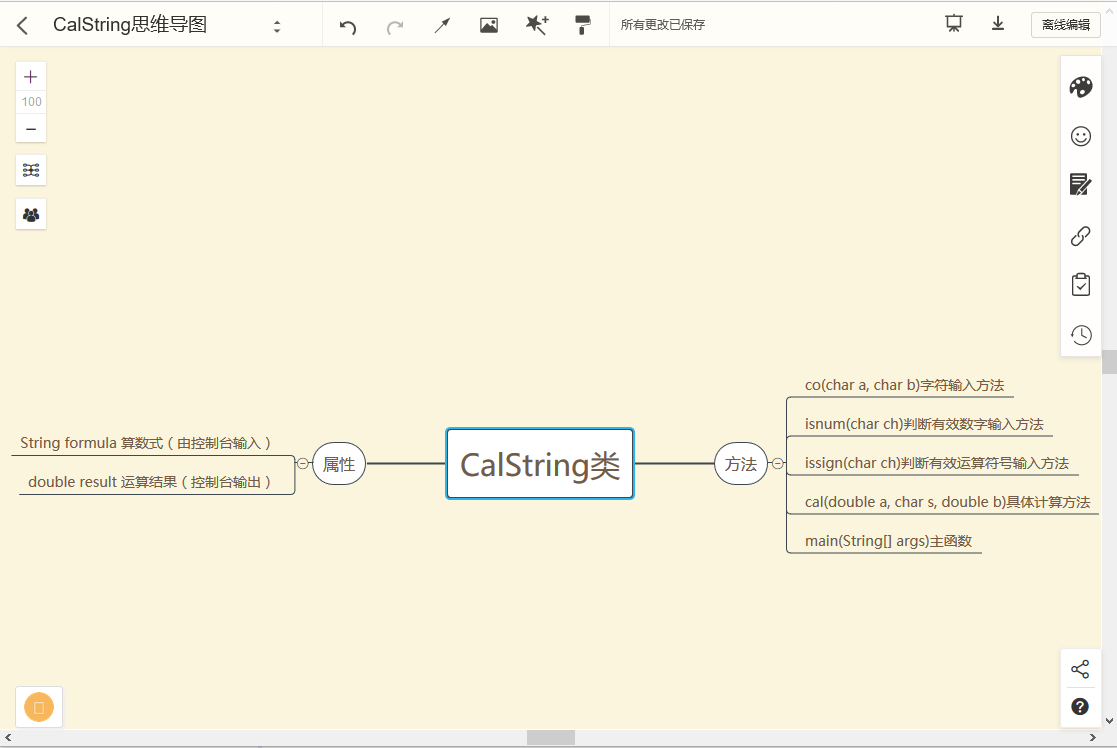 CalString思维导图
所有更改已保存
离线编辑
100
co(char a, char b)字符输入方法
isnum(char ch)判断有效数字输入方法
String formula 算数式（由控制台输入）
属性
CalString类
方法
issign(char ch)判断有效运算符号输入方法
double result 运算结果（控制台输出）
cal(double a, char s, double b)具体计算方法
main(String[] args)主函数